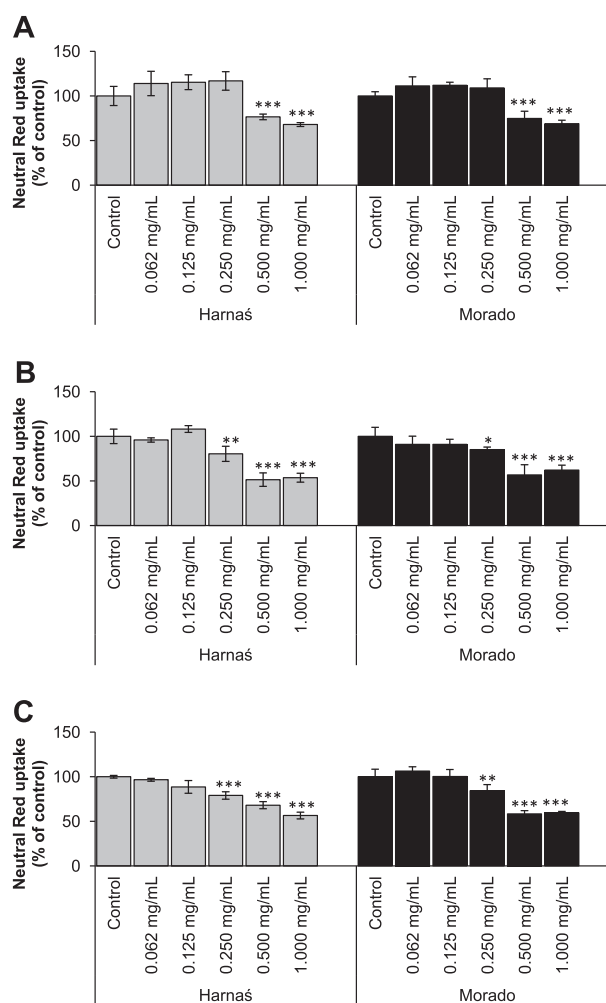 A
Neutral Red uptake
(% of control)
150
100
50
0
*** *** *** ***
Control 0.062 mg/mL 0.125 mg/mL 0.250 mg/mL 0.500 mg/mL 1.000 mg/mL Control 0.062 mg/mL 0.125 mg/mL 0.250 mg/mL 0.500 mg/mL 1.000 mg/mL
Harnaś Morado
B
Neutral Red uptake
(% of control)
150
100
50
0
** *** *** * *** ***
Control 0.062 mg/mL 0.125 mg/mL 0.250 mg/mL 0.500 mg/mL 1.000 mg/mL Control 0.062 mg/mL 0.125 mg/mL 0.250 mg/mL 0.500 mg/mL 1.000 mg/mL
Harnaś Morado
C
Neutral Red uptake
(% of control)
150
100
50
0
*** *** *** ** *** ***
Control 0.062 mg/mL 0.125 mg/mL 0.250 mg/mL 0.500 mg/mL 1.000 mg/mL Control 0.062 mg/mL 0.125 mg/mL 0.250 mg/mL 0.500 mg/mL 1.000 mg/mL
Harnaś Morado